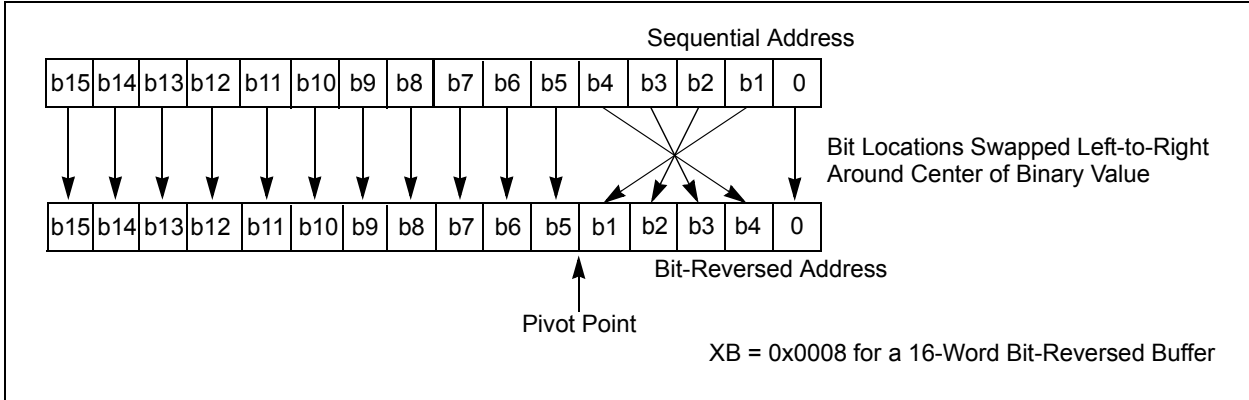 Sequential Address
b15 b14 b13 b12 b11 b10 b9 b8 b7 b6 b5 b4 b3 b2 b1 0
Bit Locations Swapped Left-to-Right
Around Center of Binary Value
b15 b14 b13 b12 b11 b10 b9 b8 b7 b6 b5 b1 b2 b3 b4 0
Bit-Reversed Address
Pivot Point
XB = 0x0008 for a 16-Word Bit-Reversed Buffer